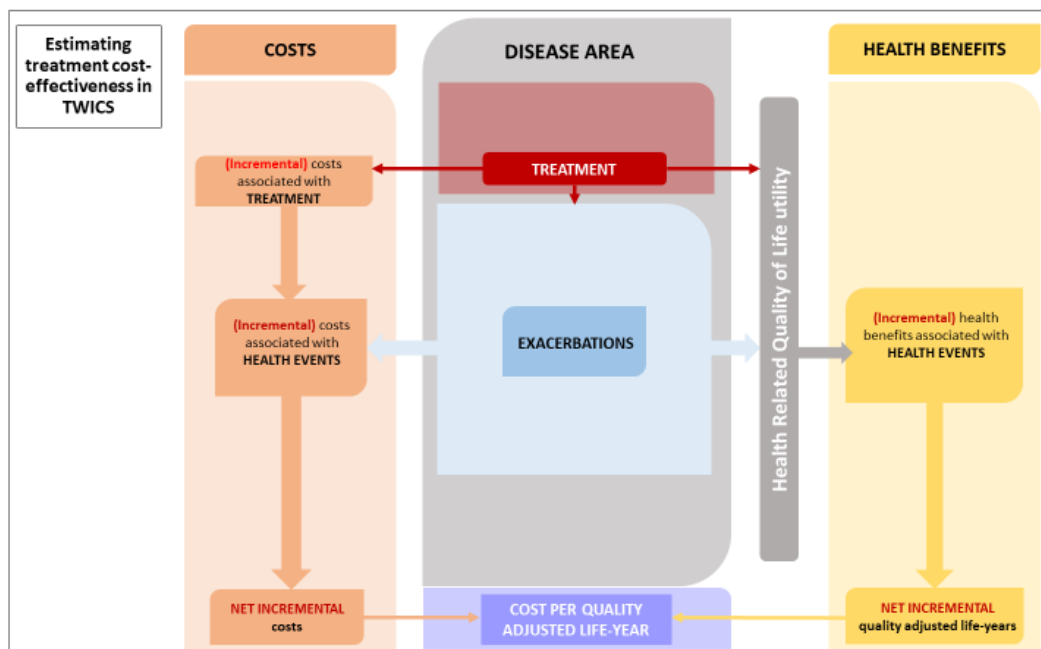 Estimating
treatment cost-
effectiveness in
TWICS
COSTS
DISEASE AREA
HEALTH BENEFITS
(Incremental) costs
associated with
TREATMENT
TREATMENT
Health Related Quality of Life utility
(Incremental) costs
associated with
HEALTH EVENTS
EXACERBATIONS
(Incremental) health
benefits associated with
HEALTH EVENTS
NET INCREMENTAL
costs
COST PER QUALITY
ADJUSTED LIFE-YEAR
NET INCREMENTAL
quality adjusted life-years